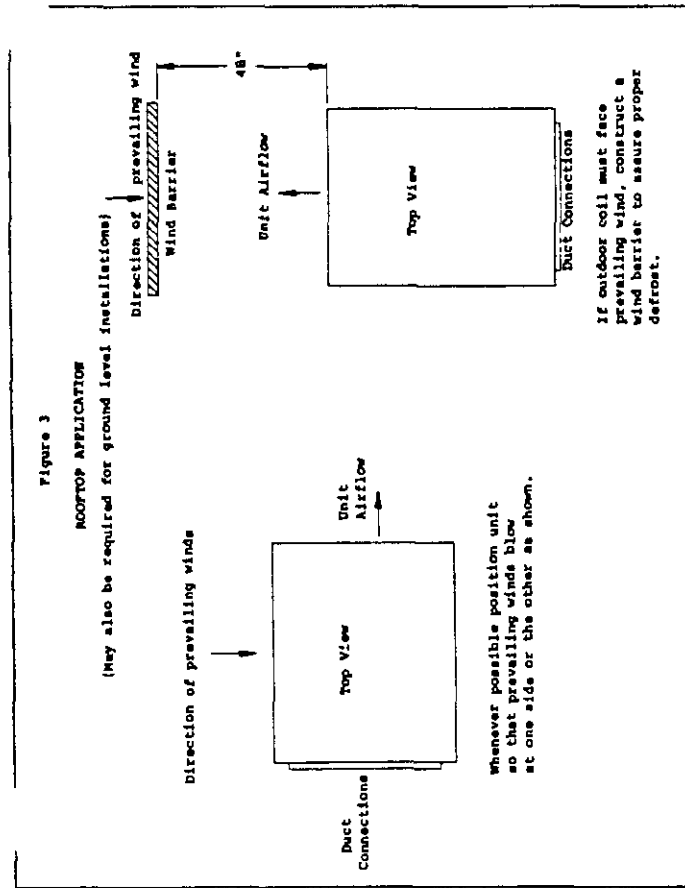 Figure 3
ROOFTOP APPLICATION
(May also be required for ground level installations)
Direction of prevailing winds
Top View
Unit
Airflow
Duct
Connections
Whenever possible position unit
so that prevailing winds blow
at one side or the other as shown.
Direction of prevailing wind
Wind Barrier
48"
Unit Airflow
Top View
Duct Connections
If outdoor coil must face
prevailing wind, construct a
wind barrier to assure proper
defrost.